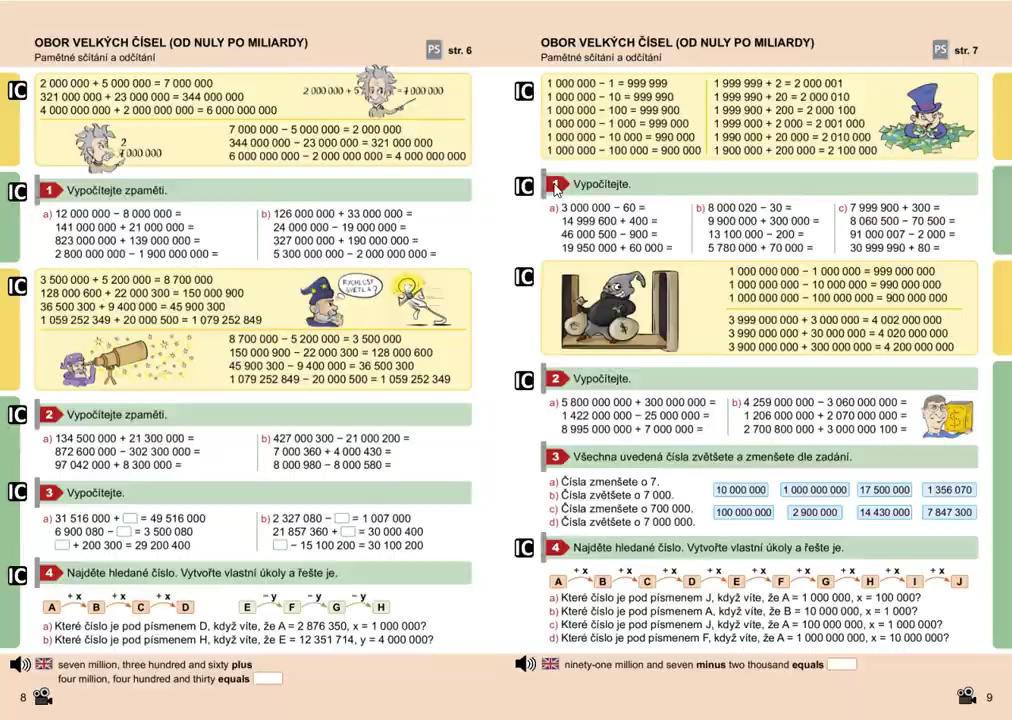 OBOR VELKÝCH ČÍSEL (OD NULY PO MILIARDY)
Pamětné sčítání a odčítání
PS str. 6
IC
2 000 000 + 5 000 000 = 7 000 000
321 000 000 + 23 000 000 = 344 000 000
4 000 000 000 + 2 000 000 000 = 6 000 000 000
2 000 000 + 5 = 7 000 000
2
7 000 000
7 000 000 − 5 000 000 = 2 000 000
344 000 000 − 23 000 000 = 321 000 000
6 000 000 000 − 2 000 000 000 = 4 000 000 000
IC
1 Vypočítejte zpaměti.
a) 12 000 000 − 8 000 000 =
141 000 000 + 21 000 000 =
823 000 000 + 139 000 000 =
2 800 000 000 − 1 900 000 000 =
b) 126 000 000 + 33 000 000 =
24 000 000 − 19 000 000 =
327 000 000 + 190 000 000 =
5 300 000 000 − 2 000 000 000 =
IC
3 500 000 + 5 200 000 = 8 700 000
128 000 600 + 22 000 300 = 150 000 900
36 500 300 + 9 400 000 = 45 900 300
1 059 252 349 + 20 000 500 = 1 079 252 849
RYCHLOST
SVĚTLA?
8 700 000 − 5 200 000 = 3 500 000
150 000 900 − 22 000 300 = 128 000 600
45 900 300 − 9 400 000 = 36 500 300
1 079 252 849 − 20 000 500 = 1 059 252 349
IC
2 Vypočítejte zpaměti.
a) 134 500 000 + 21 300 000 =
872 600 000 − 302 300 000 =
97 042 000 + 8 300 000 =
b) 427 000 300 − 21 000 200 =
7 000 360 + 4 000 430 =
8 000 980 − 8 000 580 =
IC
3 Vypočítejte.
a) 31 516 000 + = 49 516 000
6 900 080 − = 3 500 080
+ 200 300 = 29 200 400
b) 2 327 080 − = 1 007 000
21 857 360 + = 30 000 400
− 15 100 200 = 30 100 200
IC
4 Najděte hledané číslo. Vytvořte vlastní úkoly a řešte je.
+ x + x + x − y − y − y
A B C D E F G H
a) Které číslo je pod písmenem D, když víte, že A = 2 876 350, x = 1 000 000?
b) Které číslo je pod písmenem H, když víte, že E = 12 351 714, y = 4 000 000?
seven million, three hundred and sixty plus
four million, four hundred and thirty equals
8
OBOR VELKÝCH ČÍSEL (OD NULY PO MILIARDY)
Pamětné sčítání a odčítání
PS str. 7
IC
1 000 000 − 1 = 999 999
1 000 000 − 10 = 999 990
1 000 000 − 100 = 999 900
1 000 000 − 1 000 = 999 000
1 000 000 − 10 000 = 990 000
1 000 000 − 100 000 = 900 000
1 999 999 + 2 = 2 000 001
1 999 990 + 20 = 2 000 010
1 999 900 + 200 = 2 000 100
1 999 000 + 2 000 = 2 001 000
1 990 000 + 20 000 = 2 010 000
1 900 000 + 200 000 = 2 100 000
IC
1 Vypočítejte.
a) 3 000 000 − 60 =
14 999 600 + 400 =
46 000 500 − 900 =
19 950 000 + 60 000 =
b) 8 000 020 − 30 =
9 900 000 + 300 000 =
13 100 000 − 200 =
5 780 000 + 70 000 =
c) 7 999 900 + 300 =
8 060 500 − 70 500 =
91 000 007 − 2 000 =
30 999 990 + 80 =
IC
1 000 000 000 − 1 000 000 = 999 000 000
1 000 000 000 − 10 000 000 = 990 000 000
1 000 000 000 − 100 000 000 = 900 000 000
3 999 000 000 + 3 000 000 = 4 002 000 000
3 990 000 000 + 30 000 000 = 4 020 000 000
3 900 000 000 + 300 000 000 = 4 200 000 000
IC
2 Vypočítejte.
a) 5 800 000 000 + 300 000 000 =
1 422 000 000 − 25 000 000 =
8 995 000 000 + 7 000 000 =
b) 4 259 000 000 − 3 060 000 000 =
1 206 000 000 + 2 070 000 000 =
2 700 800 000 + 3 000 000 100 =
3 Všechna uvedená čísla zvětšete a zmenšete dle zadání.
a) Čísla zmenšete o 7.
b) Čísla zvětšete o 7 000.
c) Čísla zmenšete o 700 000.
d) Čísla zvětšete o 7 000 000.
10 000 000 1 000 000 000 17 500 000 1 356 070
100 000 000 2 900 000 14 430 000 7 847 300
IC
4 Najděte hledané číslo. Vytvořte vlastní úkoly a řešte je.
+ x + x + x + x + x + x + x + x + x
A B C D E F G H I J
a) Které číslo je pod písmenem J, když víte, že A = 1 000 000, x = 100 000?
b) Které číslo je pod písmenem A, když víte, že B = 10 000 000, x = 1 000?
c) Které číslo je pod písmenem J, když víte, že A = 100 000 000, x = 1 000 000?
d) Které číslo je pod písmenem F, když víte, že A = 1 000 000 000, x = 10 000 000?
ninety-one million and seven minus two thousand equals
9